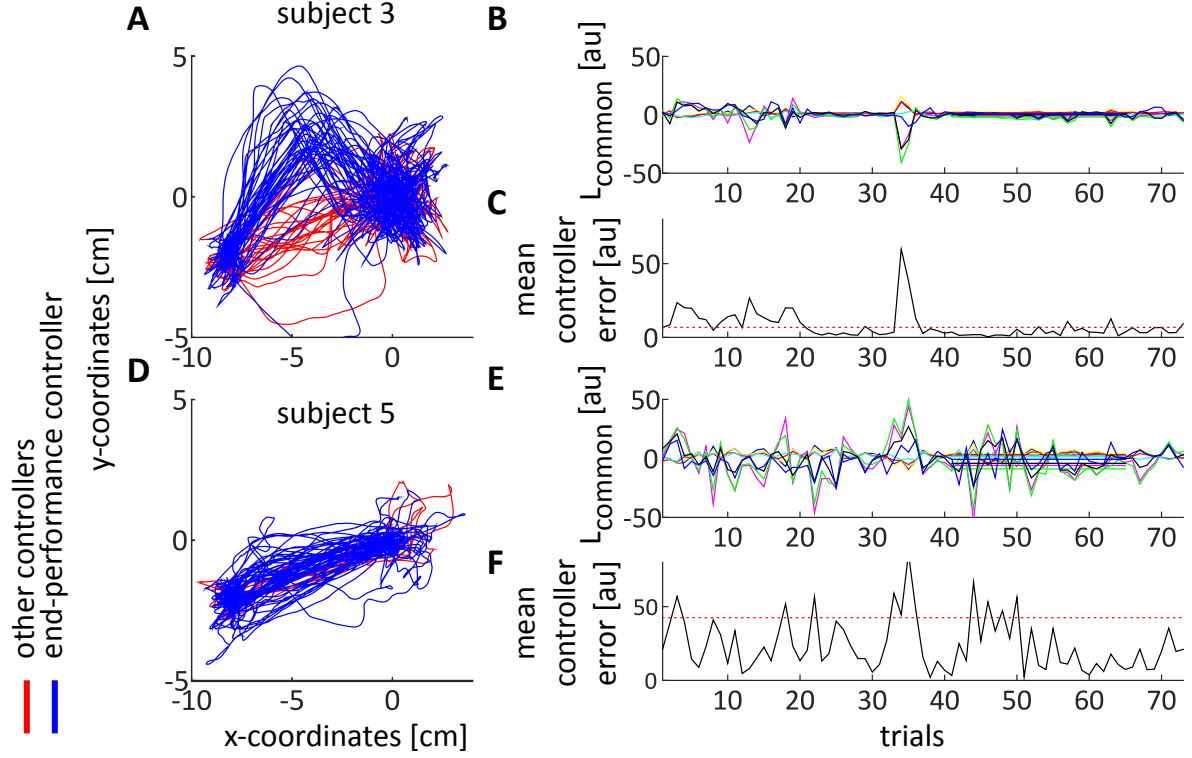 A
subject 3
5
0
-5
-10
-5
0
B
L_common [au]
50
0
-50
10
20
30
40
50
60
70
C
mean
controller
error [au]
50
0
10
20
30
40
50
60
70
D
subject 5
5
0
-5
-10
-5
0
x-coordinates [cm]
y-coordinates [cm]
other controllers
end-performance controller
E
L_common [au]
50
0
-50
10
20
30
40
50
60
70
F
mean
controller
error [au]
50
0
10
20
30
40
50
60
70
trials